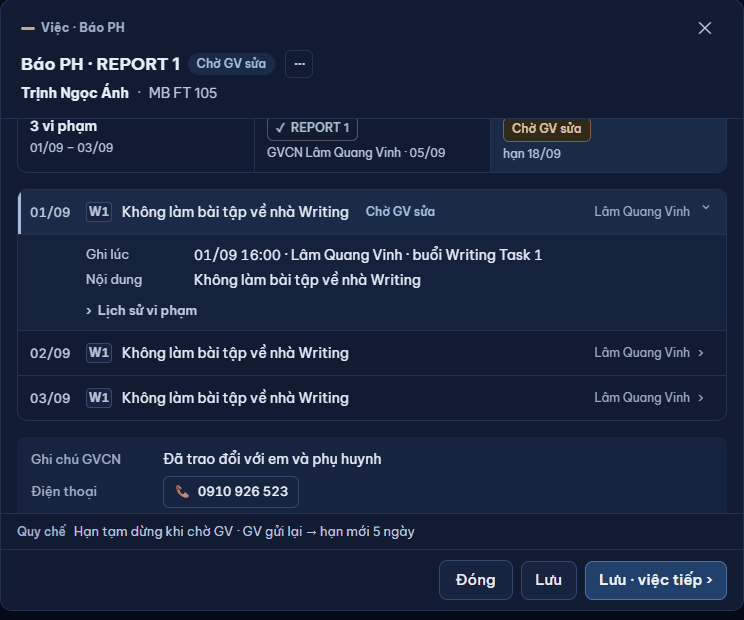 Việc · Báo PH
Báo PH · REPORT 1 Chờ GV sửa ···
Trịnh Ngọc Ánh · MB FT 105
3 vi phạm ✓ REPORT 1 Chờ GV sửa
01/09 – 03/09 GVCN Lâm Quang Vinh · 05/09 hạn 18/09
01/09 W1 Không làm bài tập về nhà Writing Chờ GV sửa Lâm Quang Vinh
Ghi lúc 01/09 16:00 · Lâm Quang Vinh · buổi Writing Task 1
Nội dung Không làm bài tập về nhà Writing
› Lịch sử vi phạm
02/09 W1 Không làm bài tập về nhà Writing Lâm Quang Vinh ›
03/09 W1 Không làm bài tập về nhà Writing Lâm Quang Vinh ›
Ghi chú GVCN Đã trao đổi với em và phụ huynh
Điện thoại 0910 926 523
Quy chế Hạn tạm dừng khi chờ GV · GV gửi lại → hạn mới 5 ngày
Đóng Lưu Lưu · việc tiếp ›